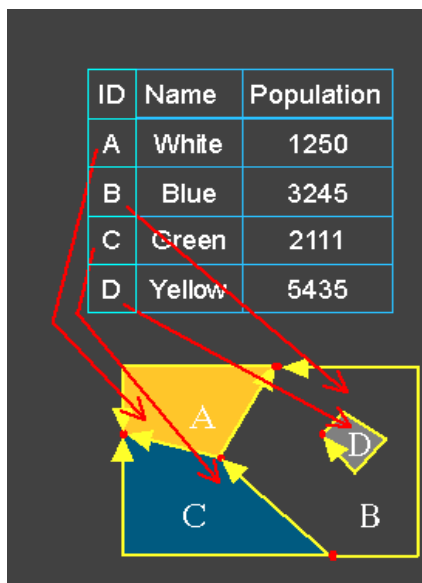 ID Name Population
A White 1250
B Blue 3245
C Green 2111
D Yellow 5435
A
D
C B